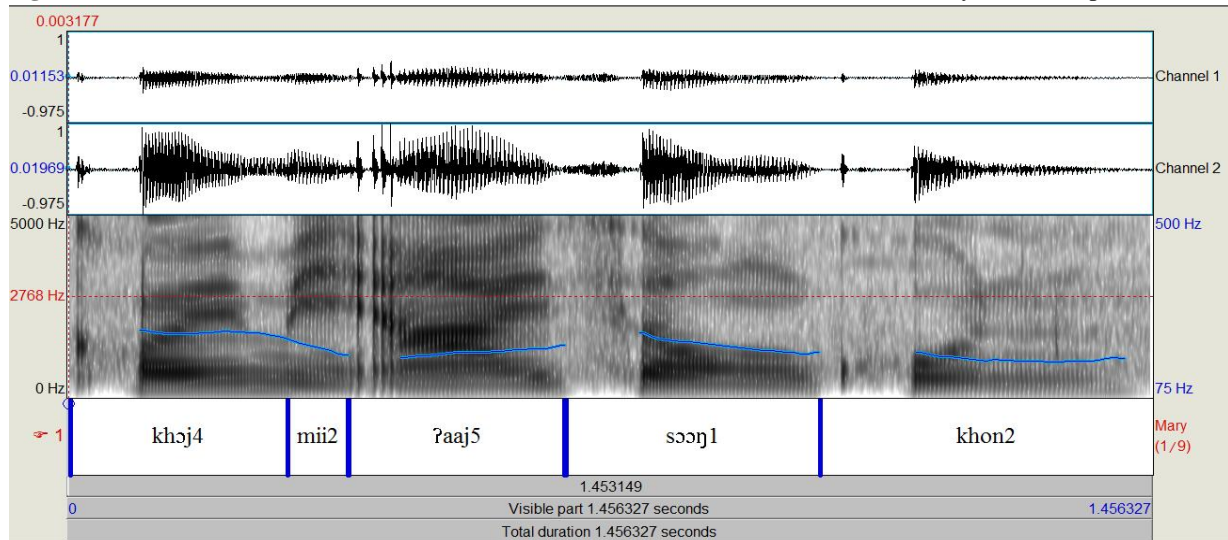 0.003177
1
0.01153
-0.975
Channel 1
1
0.01969
-0.975
Channel 2
5000 Hz
500 Hz
2768 Hz
0 Hz
75 Hz
1
khɔj4 mii2 ʔaaj5 sɔɔŋ1 khon2
Mary
(1/9)
1.453149
0 Visible part 1.456327 seconds 1.456327
Total duration 1.456327 seconds